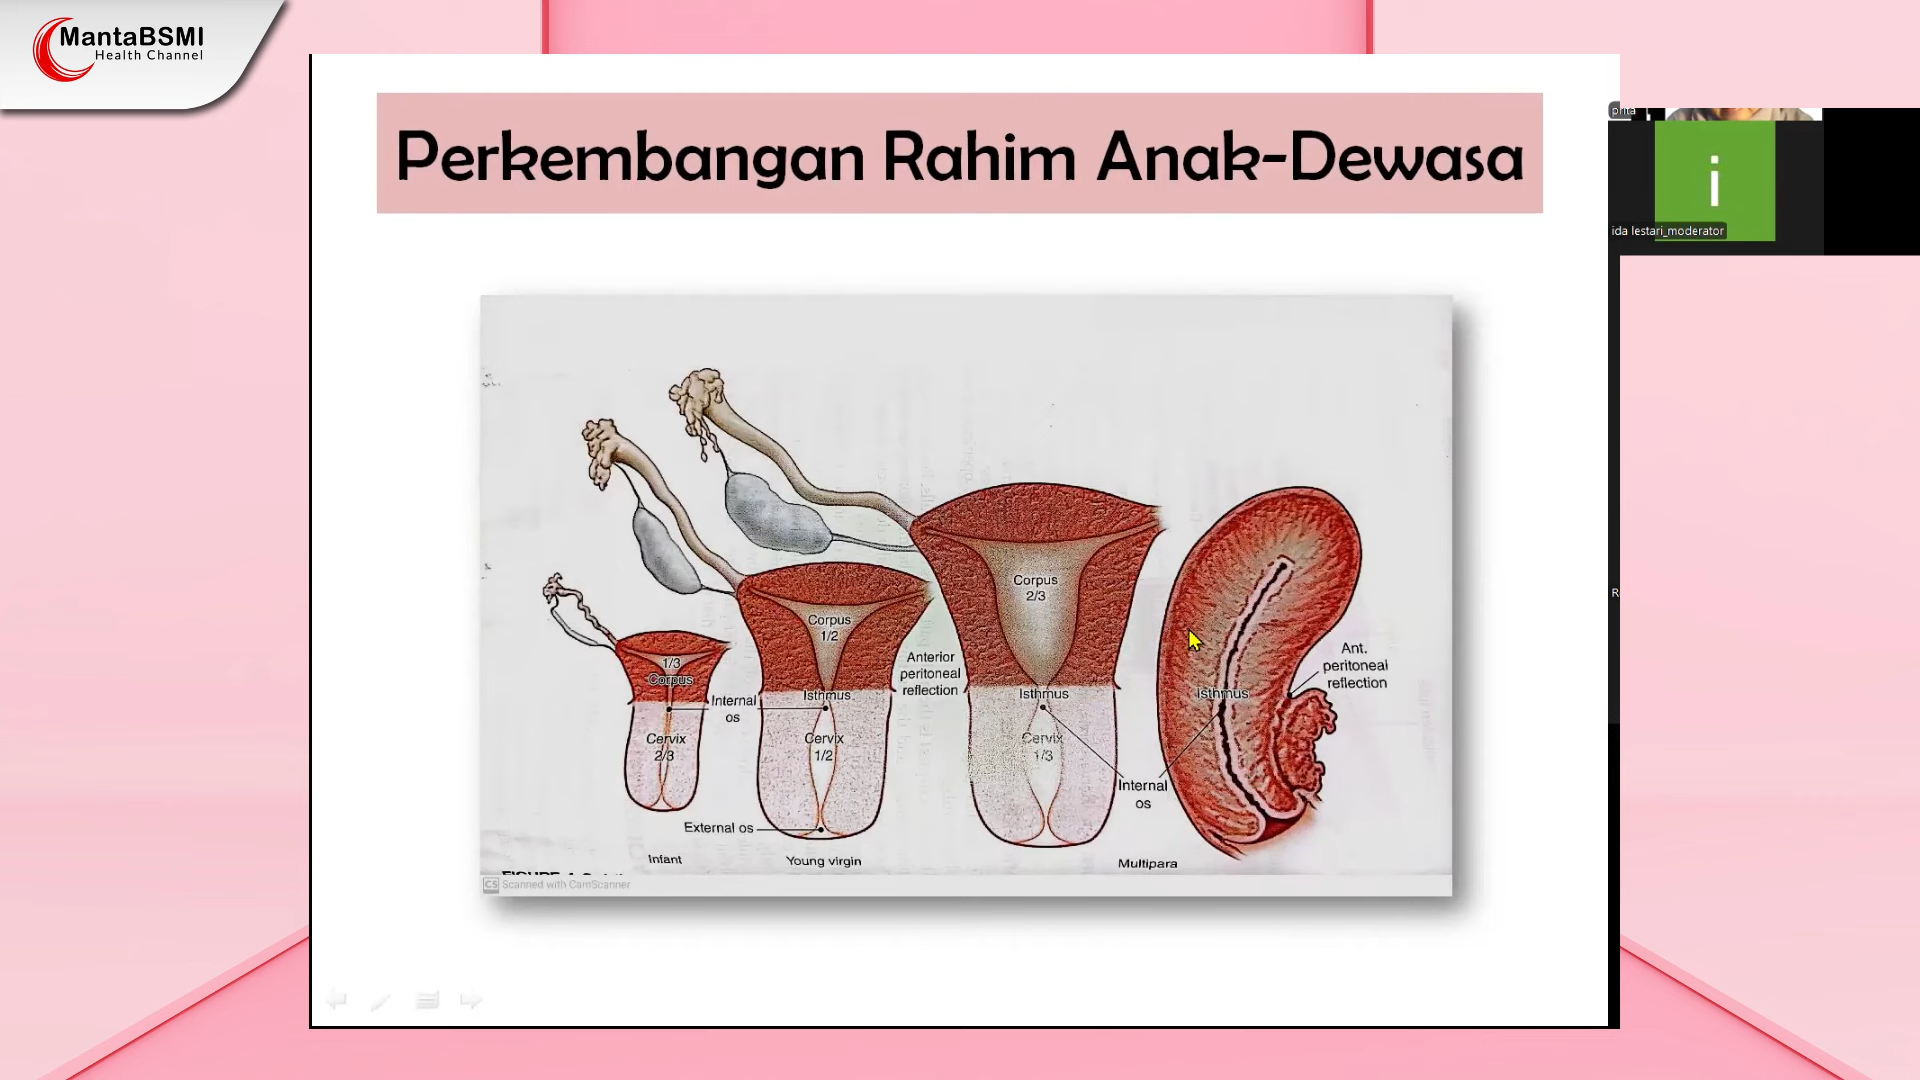 MantaBSMI
Health Channel
Perkembangan Rahim Anak-Dewasa
prita
i
ida lestari_moderator
R
Corpus
2/3
Corpus
1/2
1/3
Corpus
Anterior
peritoneal
reflection
Ant.
peritoneal
reflection
Internal
os
Isthmus
Isthmus
Isthmus
Cervix
2/3
Cervix
1/2
Cervix
1/3
Internal
os
External os
Infant
Young virgin
Multipara
CS Scanned with CamScanner